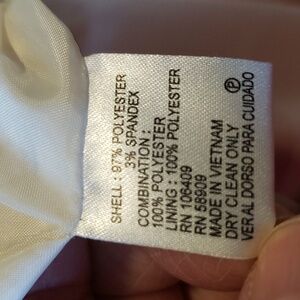 SHELL : 97% POLYESTER
3% SPANDEX
COMBINATION :
100% POLYESTER
LINING : 100% POLYESTER
RN 106409
RN 58909
MADE IN VIETNAM
DRY CLEAN ONLY
VER AL DORSO PARA CUIDADO
P